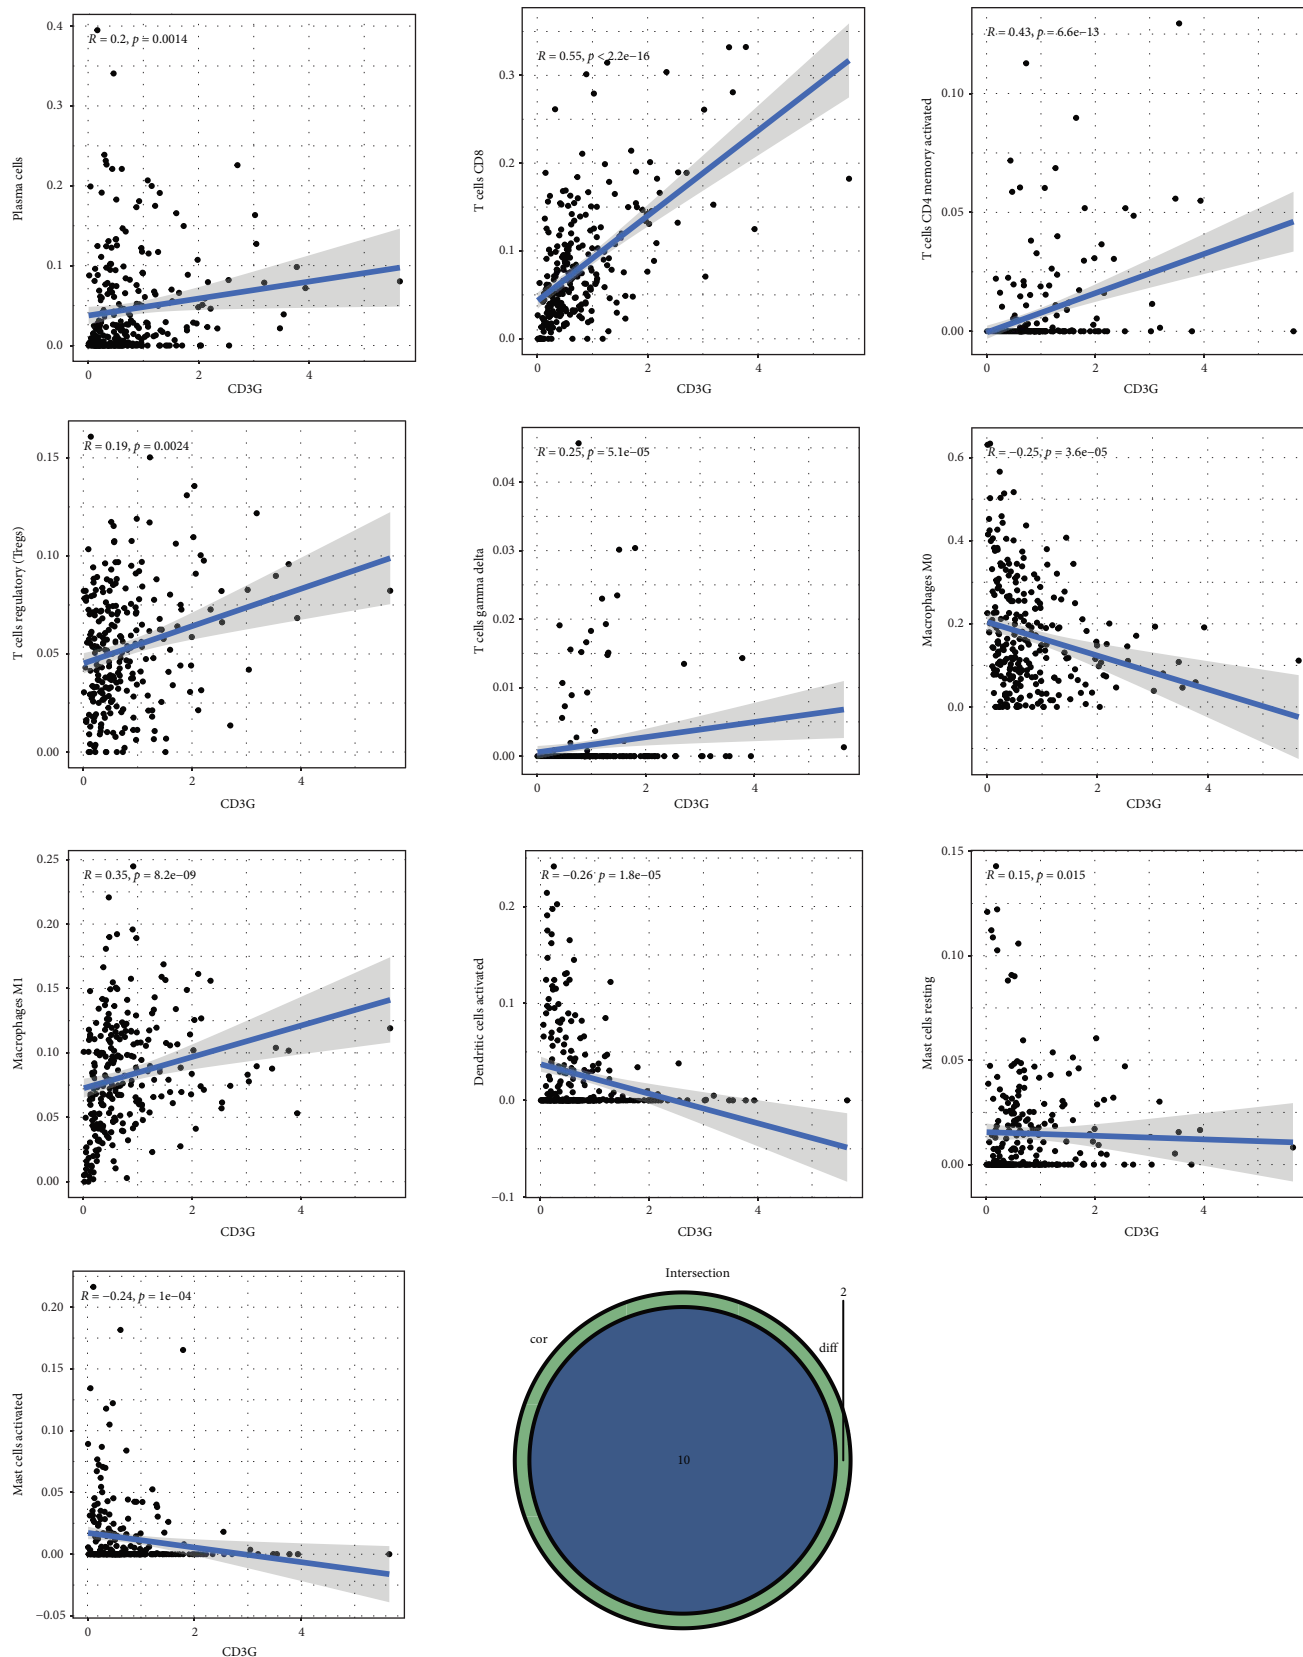 R = 0.2, p = 0.0014
Plasma cells
0.4
0.3
0.2
0.1
0.0
0 2 4
CD3G
R = 0.55, p < 2.2e−16
T cells CD8
0.3
0.2
0.1
0.0
0 2 4
CD3G
R = 0.43, p = 6.6e−13
T cells CD4 memory activated
0.10
0.05
0.00
0 2 4
CD3G
R = 0.19, p = 0.0024
T cells regulatory (Tregs)
0.15
0.10
0.05
0.00
0 2 4
CD3G
R = 0.25, p = 5.1e−05
T cells gamma delta
0.04
0.03
0.02
0.01
0.00
0 2 4
CD3G
R = −0.25, p = 3.6e−05
Macrophages M0
0.6
0.4
0.2
0.0
0 2 4
CD3G
R = 0.35, p = 8.2e−09
Macrophages M1
0.25
0.20
0.15
0.10
0.05
0.00
0 2 4
CD3G
R = −0.26 p = 1.8e−05
Dendritic cells activated
0.2
0.1
0.0
−0.1
0 2 4
CD3G
R = 0.15, p = 0.015
Mast cells resting
0.15
0.10
0.05
0.00
0 2 4
CD3G
R = −0.24, p = 1e−04
Mast cells activated
0.20
0.15
0.10
0.05
0.00
−0.05
0 2 4
CD3G
Intersection
2
cor
diff
10